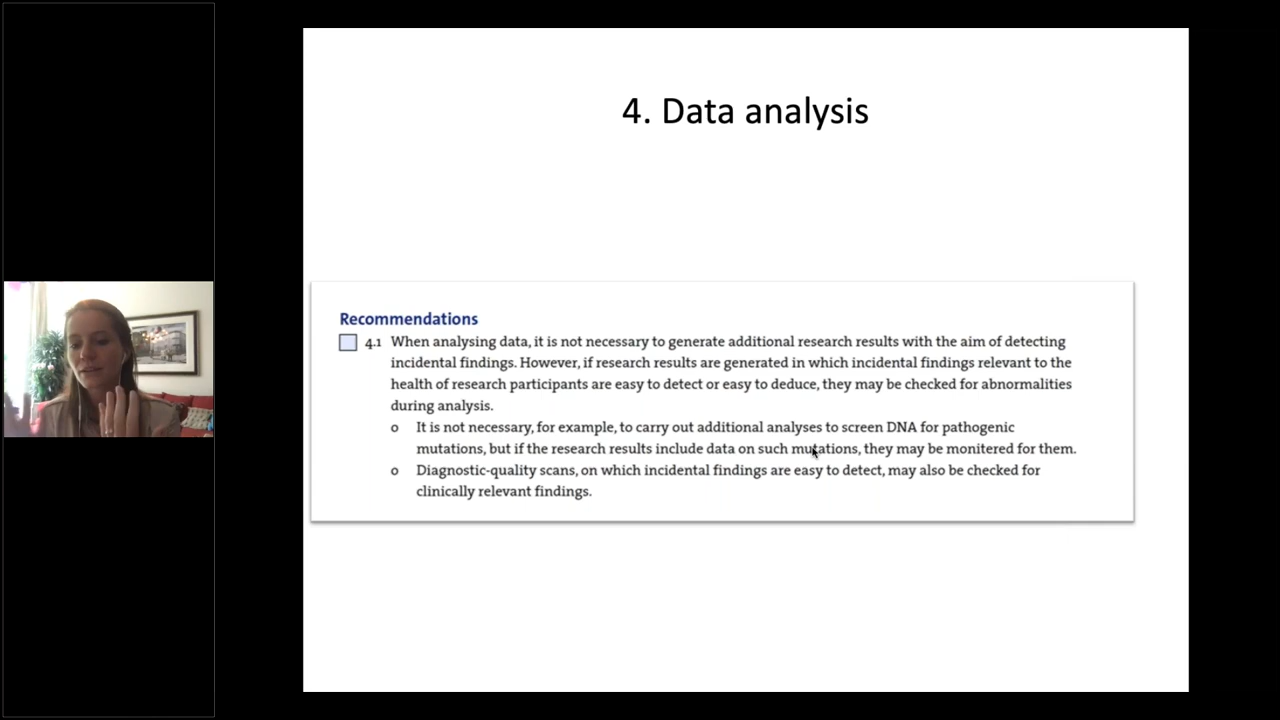 4. Data analysis
Recommendations
4.1 When analysing data, it is not necessary to generate additional research results with the aim of detecting
incidental findings. However, if research results are generated in which incidental findings relevant to the
health of research participants are easy to detect or easy to deduce, they may be checked for abnormalities
during analysis.
o It is not necessary, for example, to carry out additional analyses to screen DNA for pathogenic
mutations, but if the research results include data on such mutations, they may be monitered for them.
o Diagnostic-quality scans, on which incidental findings are easy to detect, may also be checked for
clinically relevant findings.